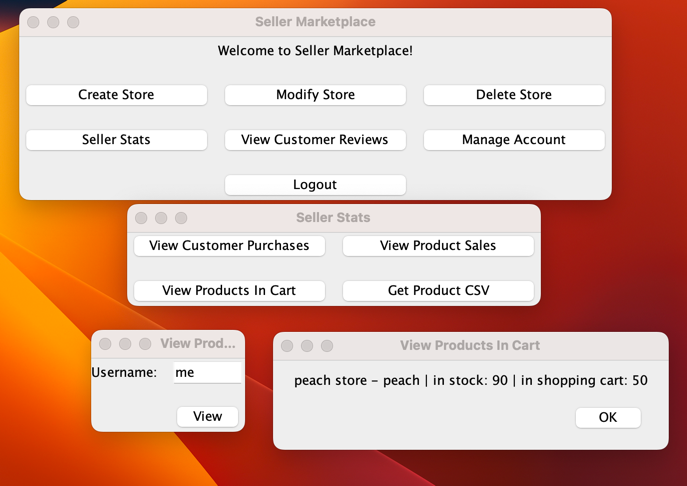 Seller Marketplace
Welcome to Seller Marketplace!
Create Store Modify Store Delete Store
Seller Stats View Customer Reviews Manage Account
Logout
Seller Stats
View Customer Purchases View Product Sales
View Products In Cart Get Product CSV
View Prod...
Username: me
View
View Products In Cart
peach store - peach | in stock: 90 | in shopping cart: 50
OK